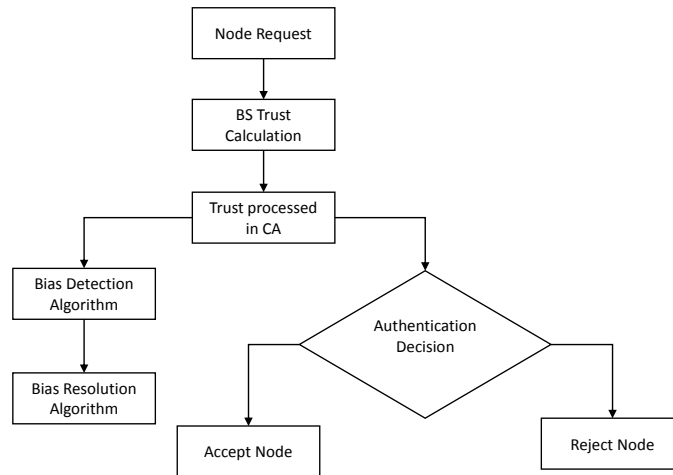 Node Request
BS Trust
Calculation
Trust processed
in CA
Bias Detection
Algorithm
Authentication
Decision
Bias Resolution
Algorithm
Accept Node
Reject Node